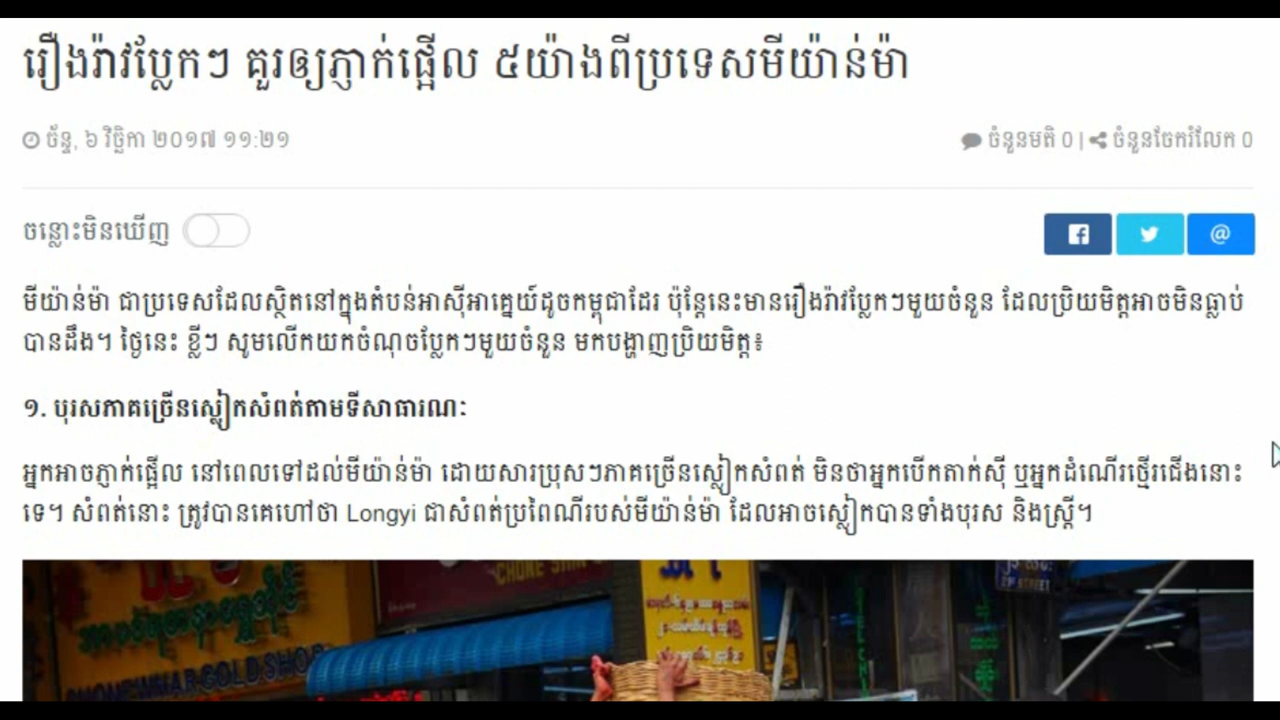 រឿងរ៉ាវប្លែកៗ គួរឲ្យភ្ញាក់ផ្អើល ៥យ៉ាងពីប្រទេសមីយ៉ាន់ម៉ា
ច័ន្ទ, ៦ វិច្ឆិកា ២០១៧ ១១:២១
ចំនួនមតិ 0 | ចំនួនចែករំលែក 0
ចន្លោះមិនឃើញ
មីយ៉ាន់ម៉ា ជាប្រទេសដែលស្ថិតនៅក្នុងតំបន់អាស៊ីអាគ្នេយ៍ដូចកម្ពុជាដែរ ប៉ុន្តែនេះមានរឿងរ៉ាវប្លែកៗមួយចំនួន ដែលប្រិយមិត្តអាចមិនធ្លាប់
បានដឹង។ ថ្ងៃនេះ ខ្លីៗ សូមលើកយកចំណុចប្លែកៗមួយចំនួន មកបង្ហាញប្រិយមិត្ត៖
១. បុរសភាគច្រើនស្លៀកសំពត់តាមទីសាធារណៈ
អ្នកអាចភ្ញាក់ផ្អើល នៅពេលទៅដល់មីយ៉ាន់ម៉ា ដោយសារប្រុសៗភាគច្រើនស្លៀកសំពត់ មិនថាអ្នកបើកតាក់ស៊ី ឬអ្នកដំណើរថ្មើរជើងនោះ
ទេ។ សំពត់នោះ ត្រូវបានគេហៅថា Longyi ជាសំពត់ប្រពៃណីរបស់មីយ៉ាន់ម៉ា ដែលអាចស្លៀកបានទាំងបុរស និងស្ត្រី។
GOLD SHOP
STREET